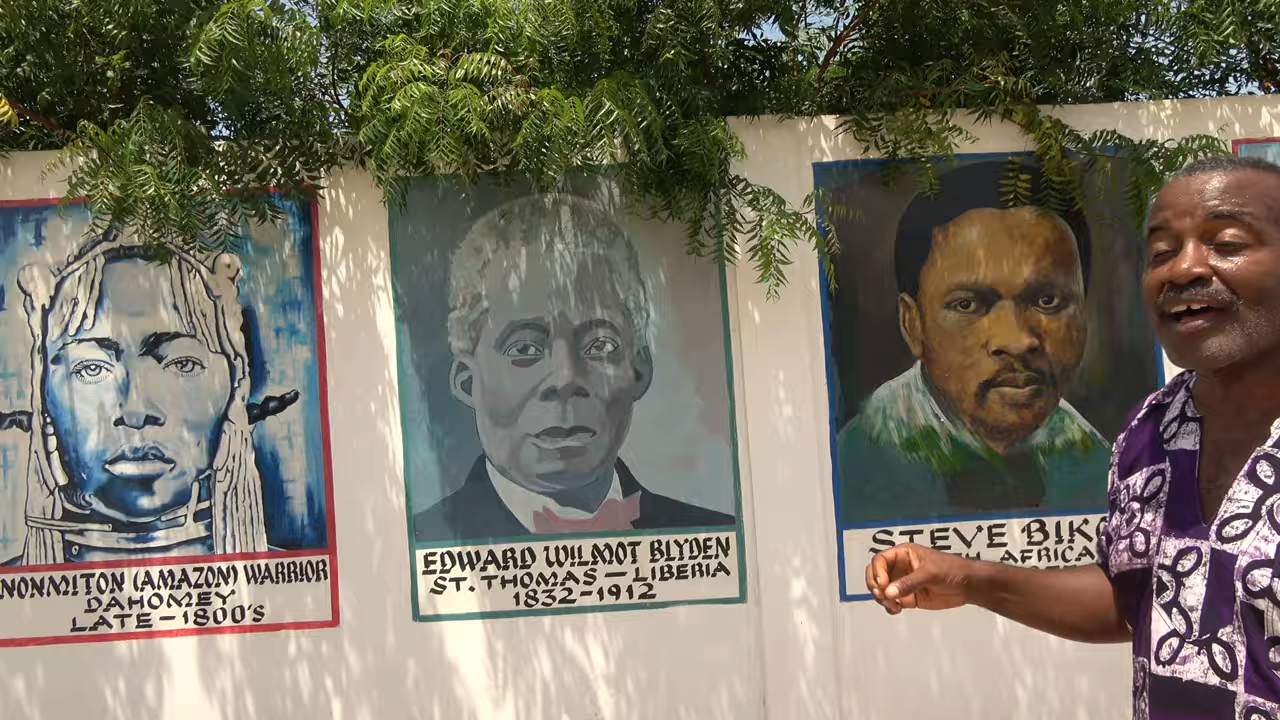 NONMITON (AMAZON) WARRIOR
DAHOMEY
LATE-1800'S
EDWARD WILMOT BLYDEN
ST. THOMAS - LIBERIA
1832-1912
STEVE BIKO
AFRICA